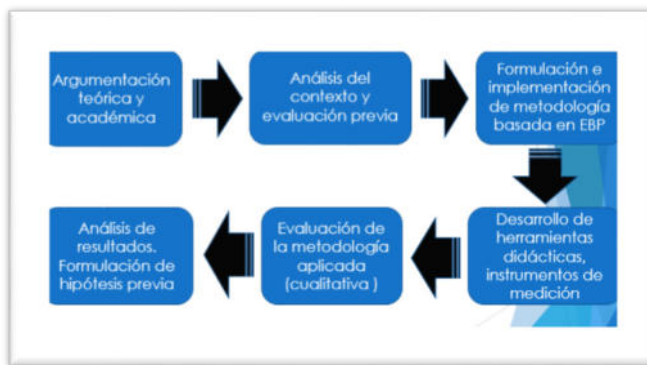 Argumentación
teórica y
académica
Análisis del
contexto y
evaluación previa
Formulación e
implementación
de metodología
basada en EBP
Desarrollo de
herramientas
didácticas,
instrumentos de
medición
Evaluación de
la metodología
aplicada
(cualitativa )
Análisis de
resultados.
Formulación de
hipótesis previa